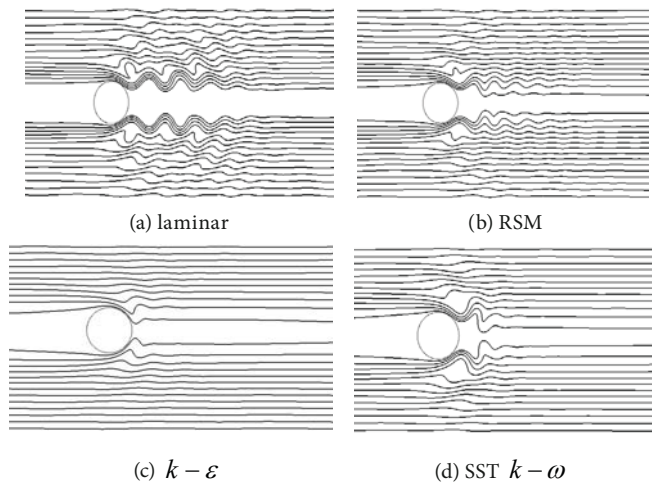 (a) laminar
(b) RSM
(c) k − ε
(d) SST k − ω